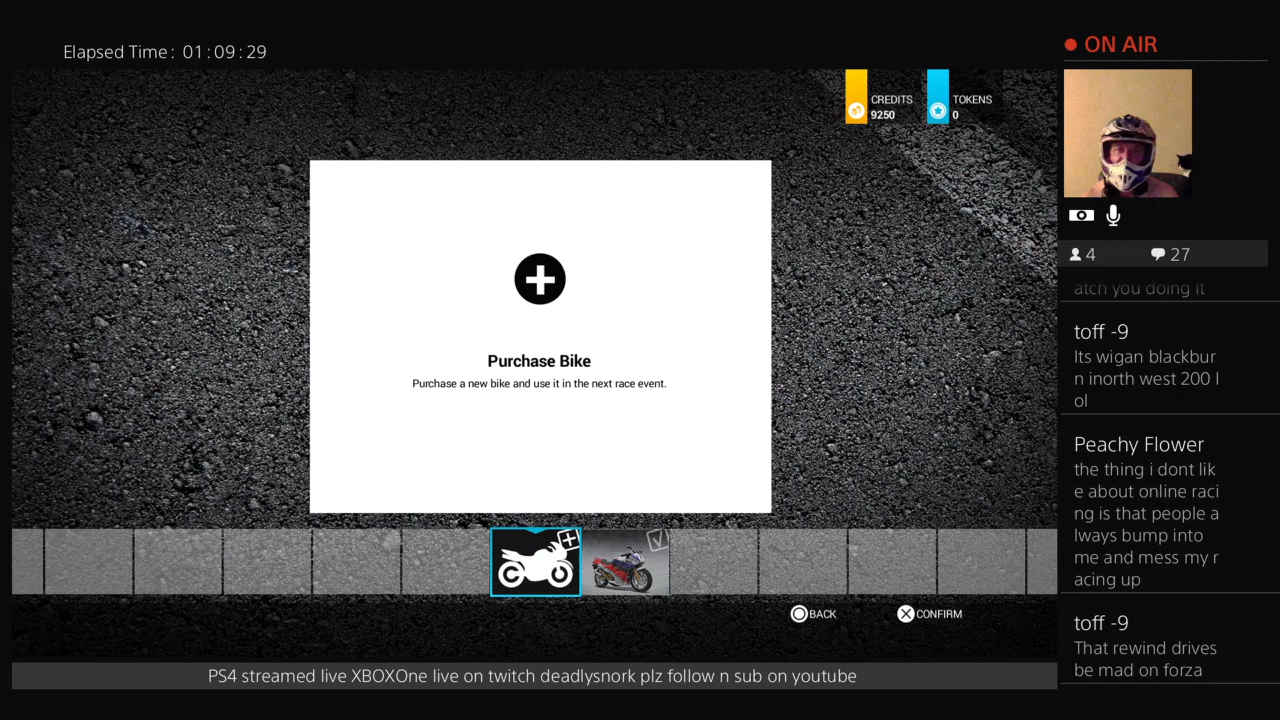 Elapsed Time: 01:09:29
ON AIR
CREDITS
9250
TOKENS
0
4
27
atch you doing it
toff -9
Its wigan blackbur
n inorth west 200 l
ol
Peachy Flower
the thing i dont lik
e about online raci
ng is that people a
lways bump into
me and mess my r
acing up
toff -9
That rewind drives
be mad on forza
Purchase Bike
Purchase a new bike and use it in the next race event.
BACK
CONFIRM
PS4 streamed live XBOXOne live on twitch deadlysnork plz follow n sub on youtube